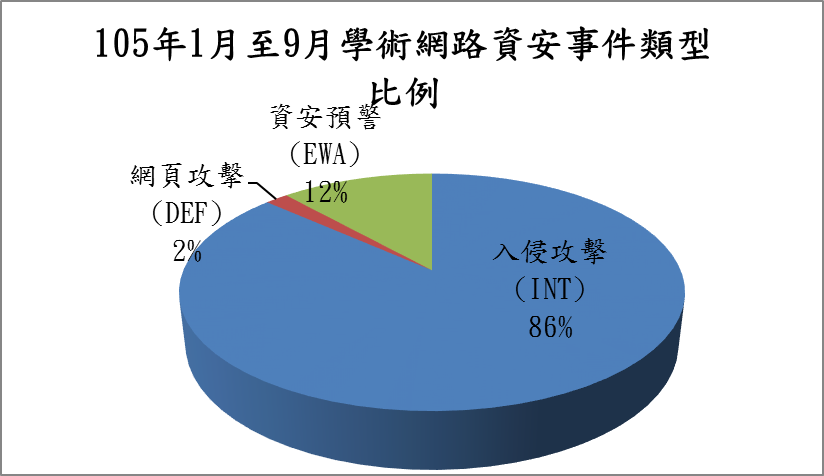 105年1月至9月學術網路資安事件類型
比例
資安預警
(EWA)
12%
網頁攻擊
(DEF)
2%
入侵攻擊
(INT)
86%